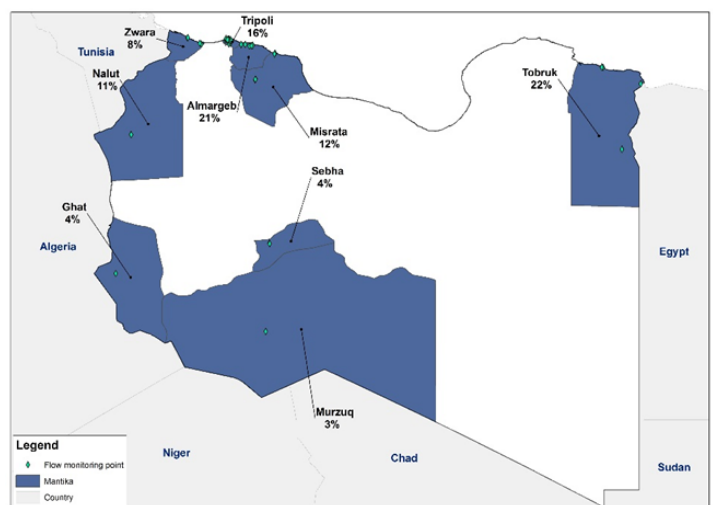 Tripoli
16%
Zwara
8%
Tunisia
Nalut
11%
Almargeb
21%
Misrata
12%
Tobruk
22%
Sebha
4%
Ghat
4%
Algeria
Egypt
Murzuq
3%
Niger
Chad
Sudan
Legend
Flow monitoring point
Mantika
Country